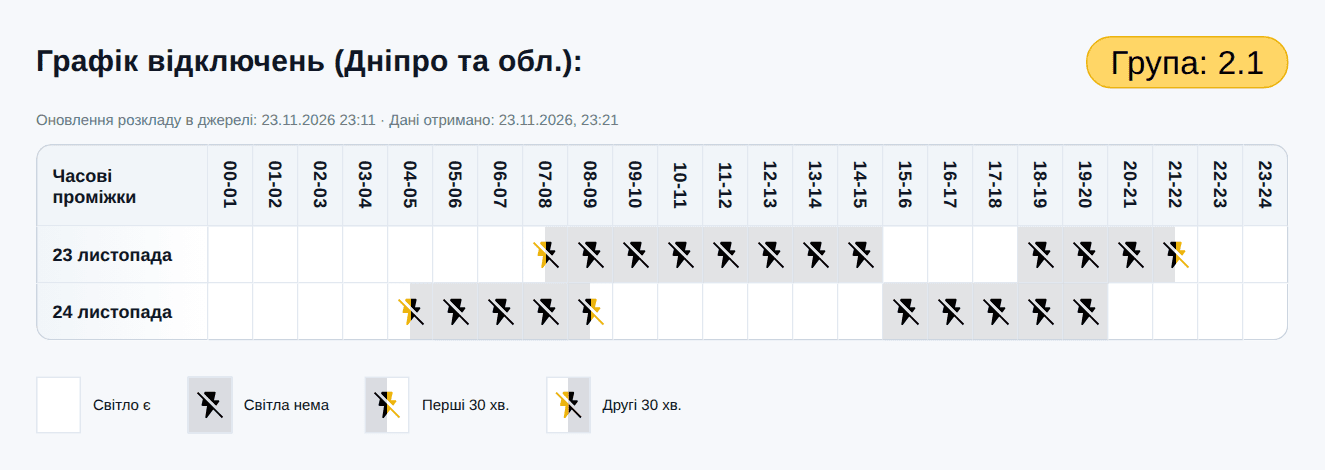 Графік відключень (Дніпро та обл.):
Група: 2.1
Оновлення розкладу в джерелі: 23.11.2026 23:11 · Дані отримано: 23.11.2026, 23:21
Часові
проміжки
00-01
01-02
02-03
03-04
04-05
05-06
06-07
07-08
08-09
09-10
10-11
11-12
12-13
13-14
14-15
15-16
16-17
17-18
18-19
19-20
20-21
21-22
22-23
23-24
23 листопада
24 листопада
Світло є
Світла нема
Перші 30 хв.
Другі 30 хв.